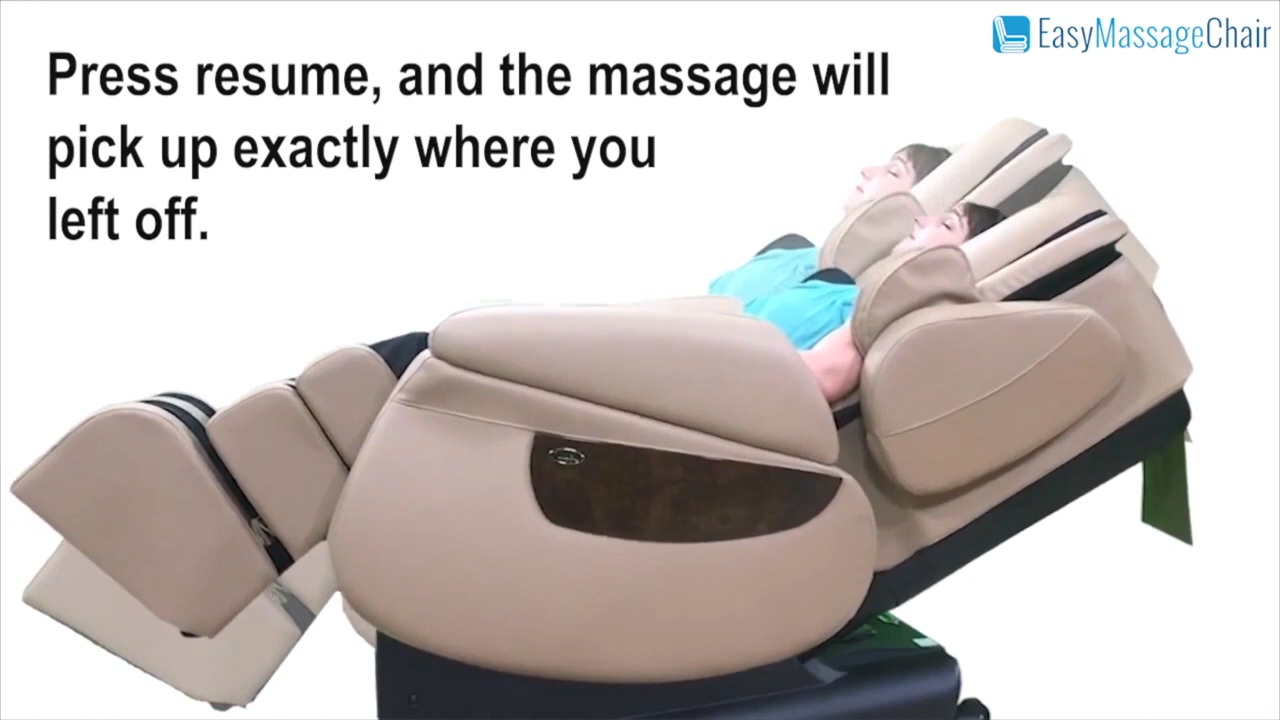 EasyMassageChair
Press resume, and the massage will
pick up exactly where you
left off.